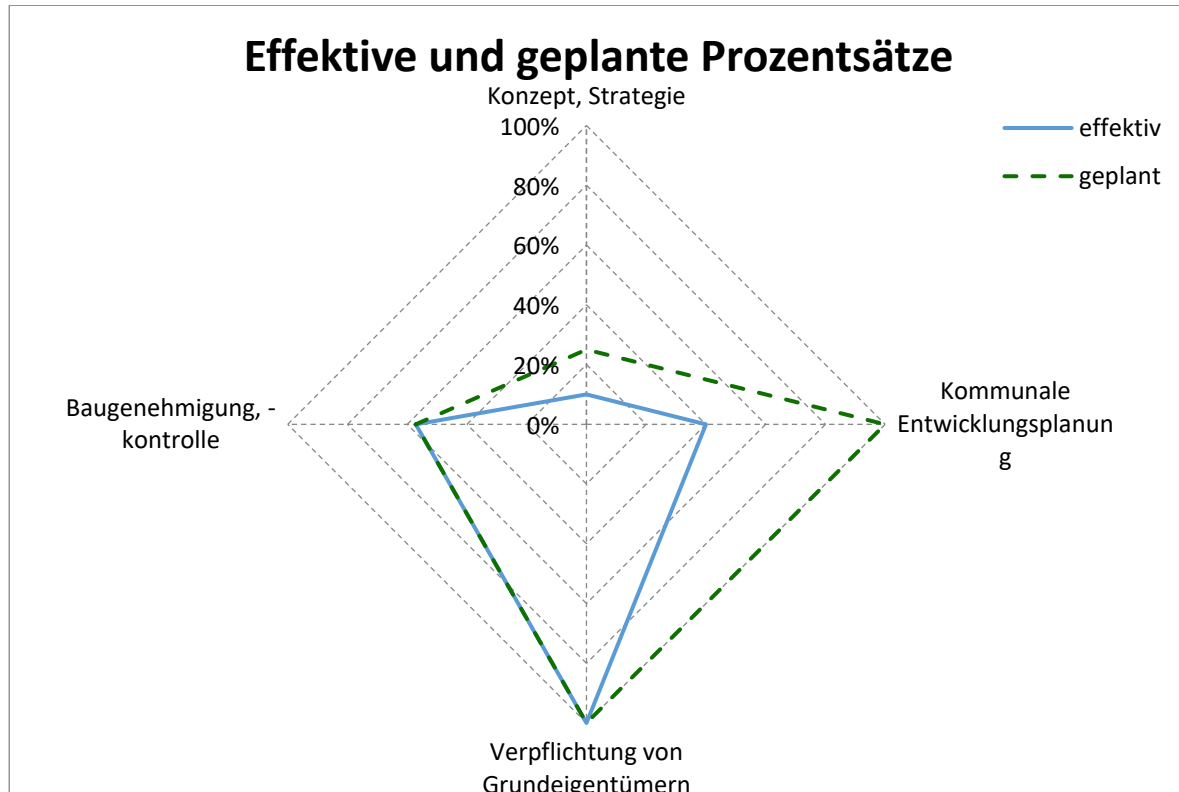 Effektive und geplante Prozentsätze
Konzept, Strategie
100%
80%
60%
40%
20%
0%
effektiv
geplant
Kommunale
Entwicklungsplanun
g
Baugenehmigung, -
kontrolle
Verpflichtung von
Grundeigentümern